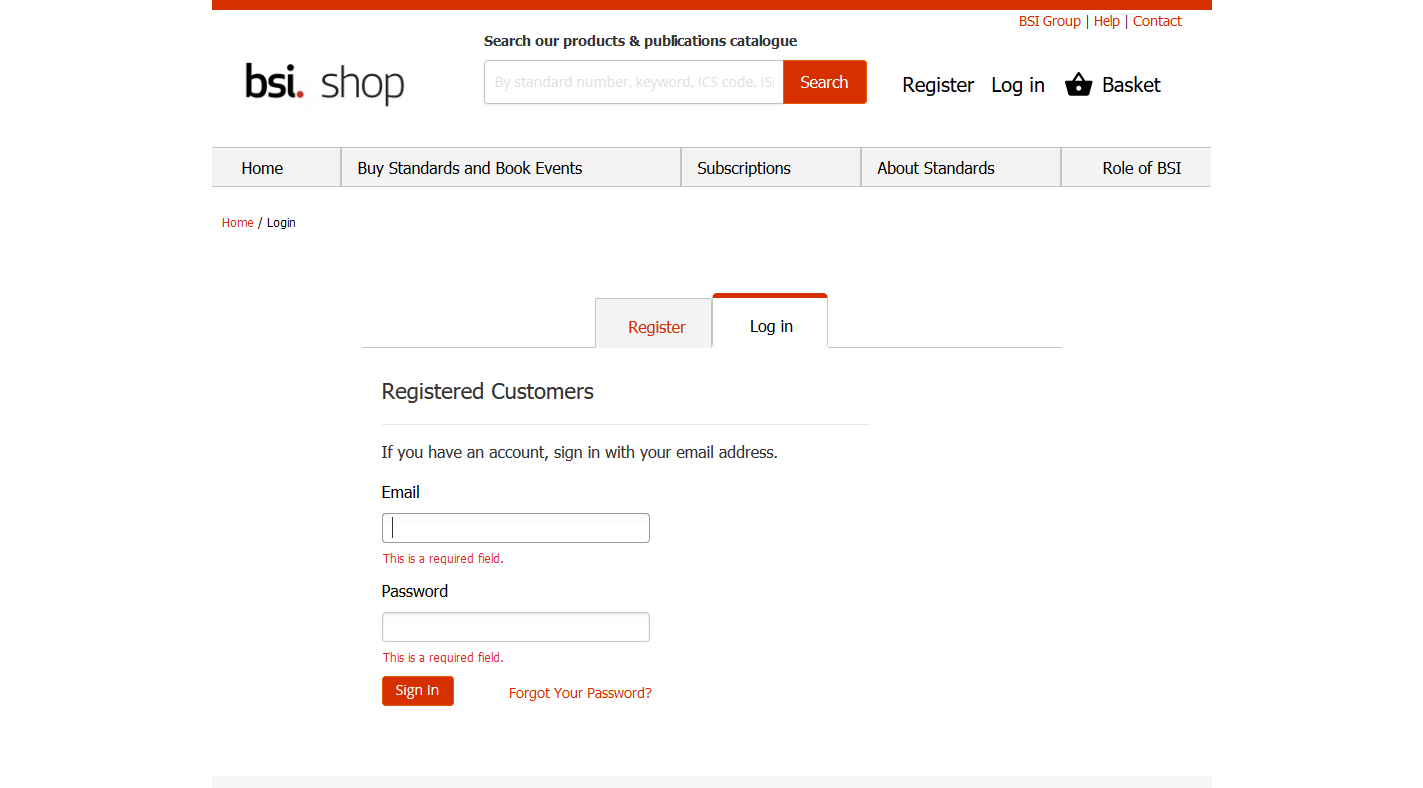 BSI Group | Help | Contact
Search our products & publications catalogue
bsi. shop
By standard number, keyword, ICS code, ISI
Search
Register
Log in
Basket
Home
Buy Standards and Book Events
Subscriptions
About Standards
Role of BSI
Home / Login
Register
Log in
Registered Customers
If you have an account, sign in with your email address.
Email
This is a required field.
Password
This is a required field.
Sign In
Forgot Your Password?